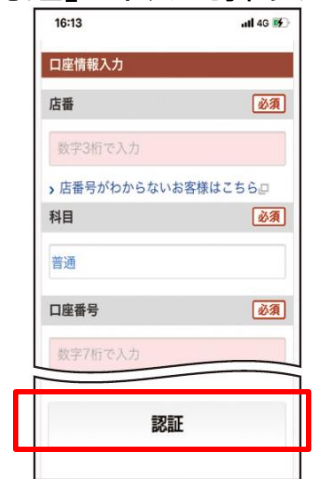 16:13 4G
口座情報入力
店番 必須
数字3桁で入力
› 店番号がわからないお客様はこちら
科目 必須
普通
口座番号 必須
数字7桁で入力
認証